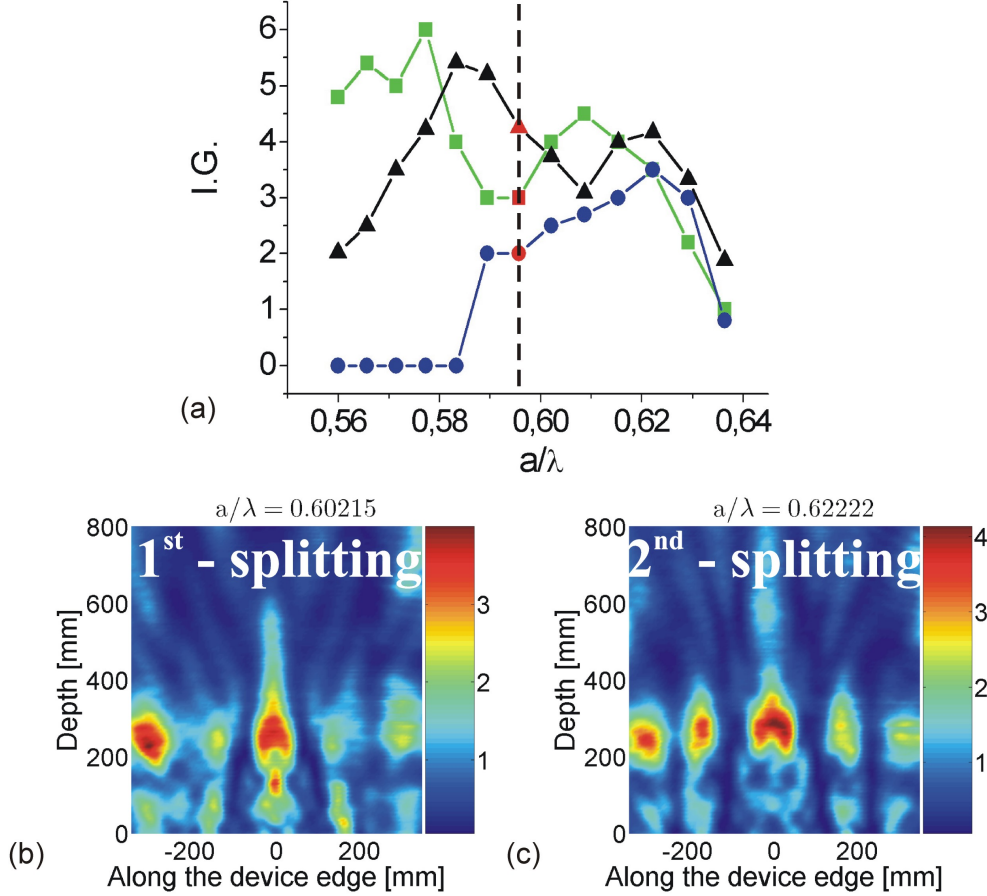 6
5
4
3
2
1
0
I.G.
0,56 0,58 0,60 0,62 0,64
a/λ
(a)
a/λ = 0.60215
1st - splitting
800
600
400
200
0
Depth [mm]
3
2
1
-200 0 200
Along the device edge [mm]
(b)
a/λ = 0.62222
2nd - splitting
800
600
400
200
0
Depth [mm]
4
3
2
1
-200 0 200
Along the device edge [mm]
(c)